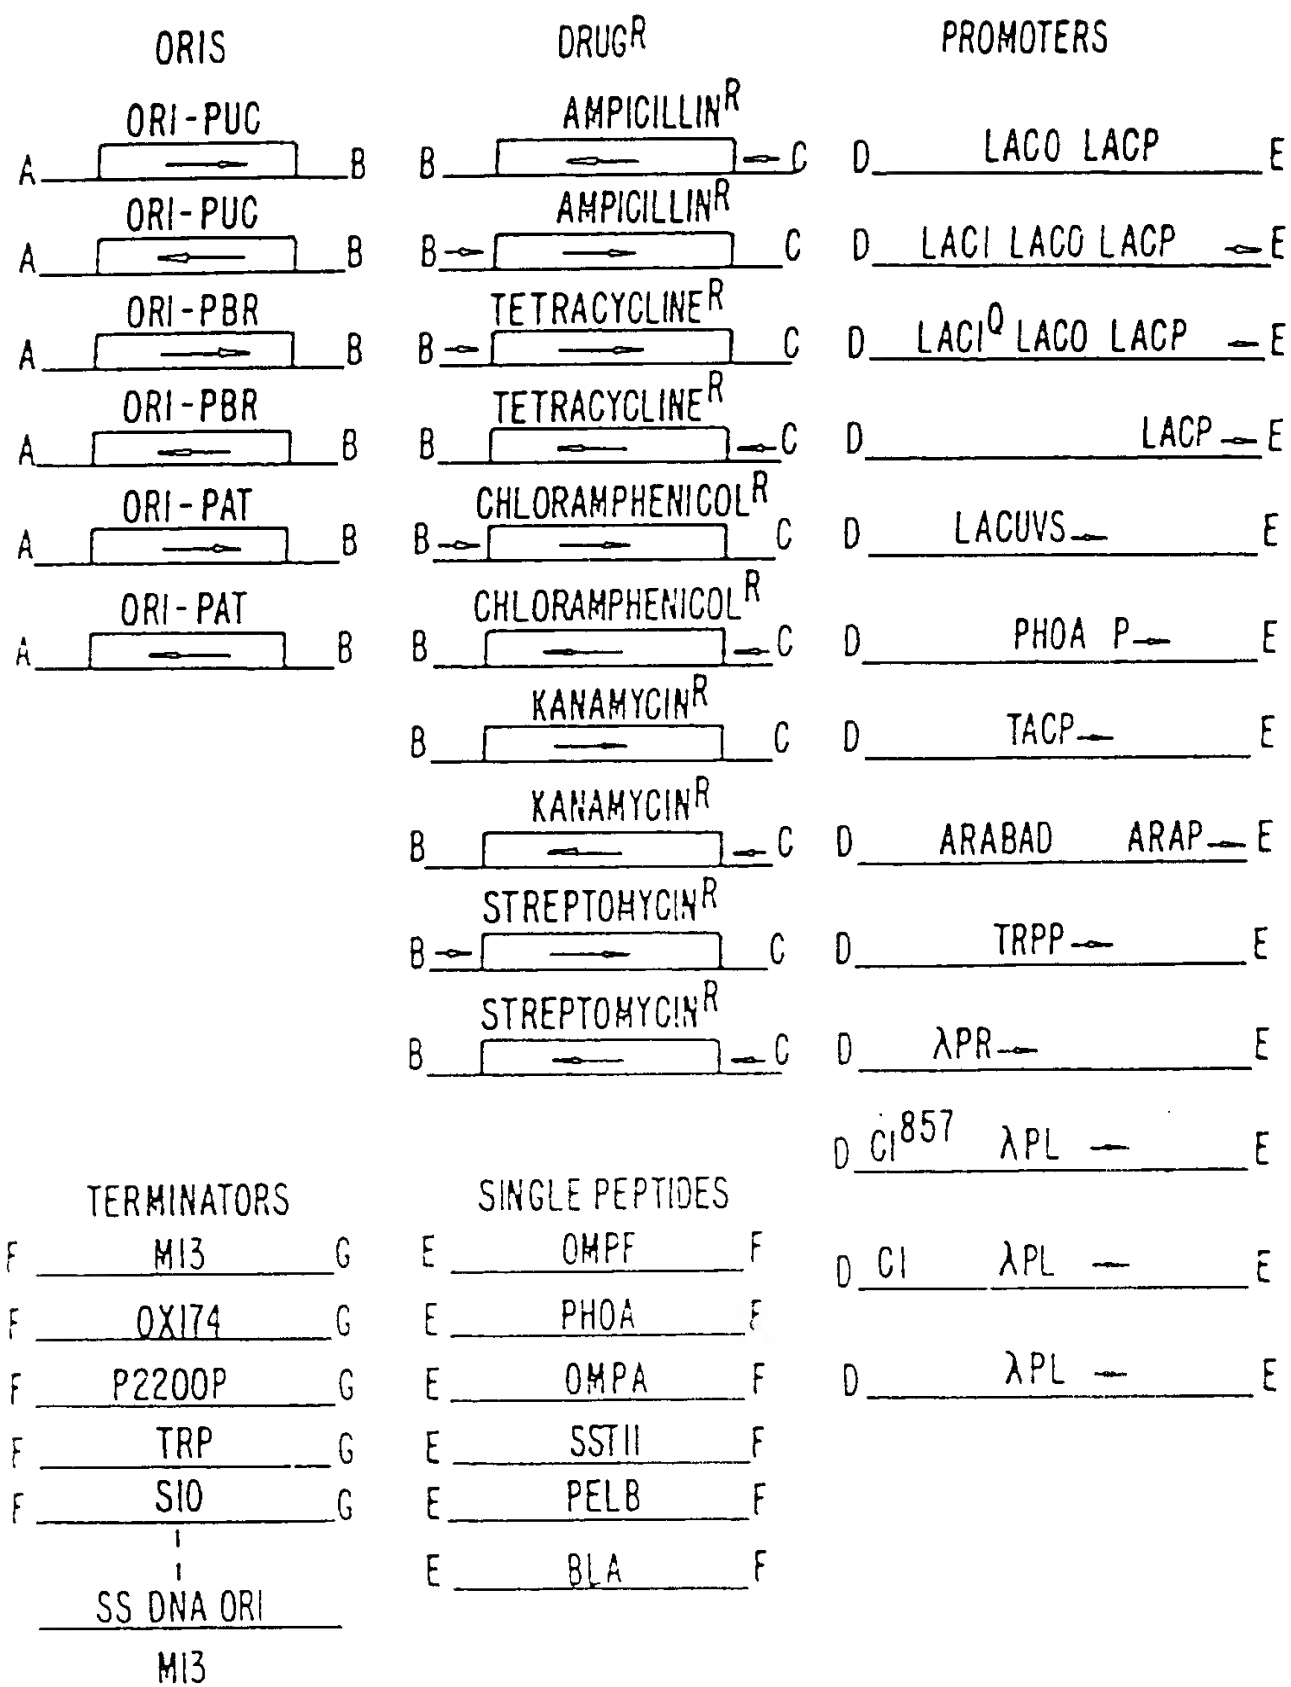 ORIS
ORI-PUC
A B
ORI-PUC
A B
ORI-PBR
A B
ORI-PBR
A B
ORI-PAT
A B
ORI-PAT
A B
DRUGR
AMPICILLINR
B C
AMPICILLINR
B C
TETRACYCLINER
B C
TETRACYCLINER
B C
CHLORAMPHENICOLR
B C
CHLORAMPHENICOLR
B C
KANAMYCINR
B C
KANAMYCINR
B C
STREPTOMYCINR
B C
STREPTOMYCINR
B C
PROMOTERS
D LACO LACP E
D LACI LACO LACP E
D LACIQ LACO LACP E
D LACP E
D LACUVS E
D PHOA P E
D TACP E
D ARABAD ARAP E
D TRPP E
D λPR E
D CI857 λPL E
D CI λPL E
D λPL E
TERMINATORS
F M13 G
F OX174 G
F P2200P G
F TRP G
F S10 G
SS DNA ORI
M13
SINGLE PEPTIDES
E OMPF F
E PHOA F
E OMPA F
E SSTII F
E PELB F
E BLA F